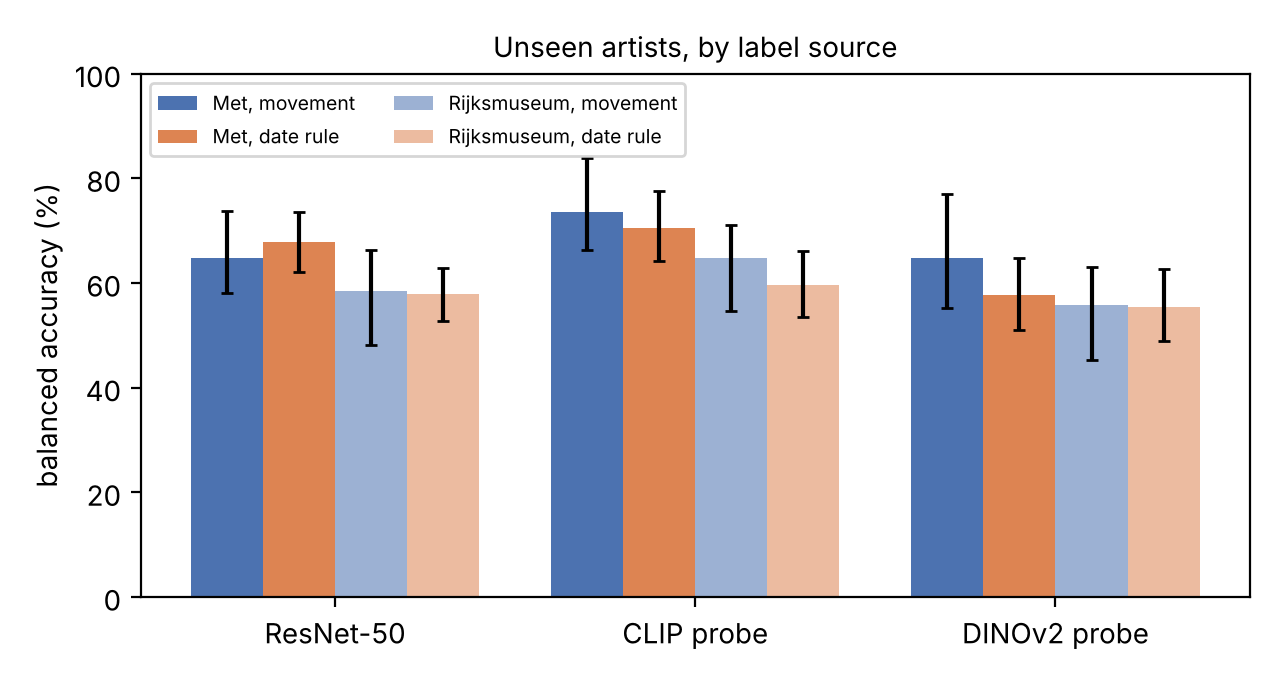 Unseen artists, by label source
Met, movement
Met, date rule
Rijksmuseum, movement
Rijksmuseum, date rule
balanced accuracy (%)
100
80
60
40
20
0
ResNet-50
CLIP probe
DINOv2 probe